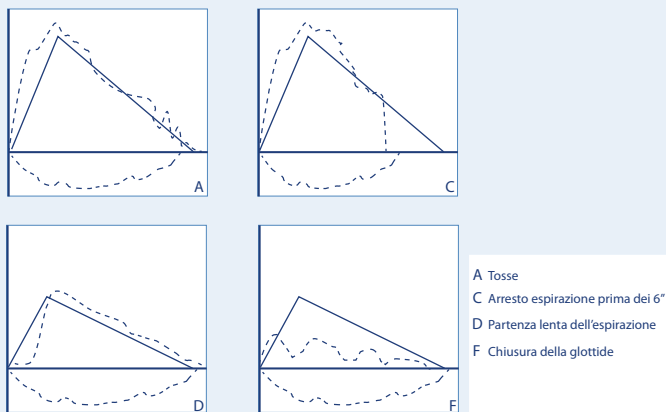 A
C
D
F
A Tosse
C Arresto espirazione prima dei 6”
D Partenza lenta dell’espirazione
F Chiusura della glottide